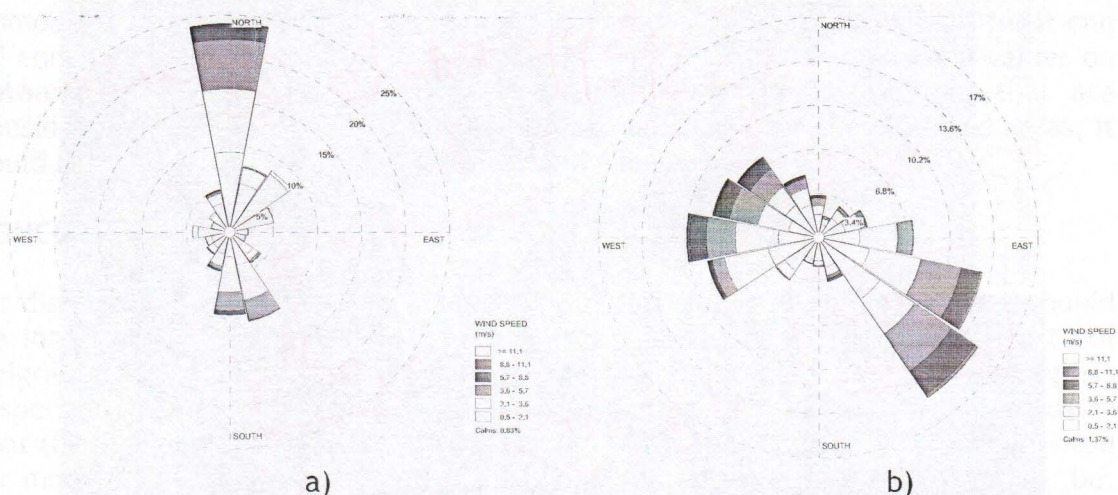 NORTH
25%
20%
15%
10%
5%
WEST
EAST
SOUTH
WIND SPEED
(m/s)
>= 11,1
8,8 - 11,1
5,7 - 8,8
3,6 - 5,7
2,1 - 3,6
0,5 - 2,1
a)
NORTH
17%
13.6%
10.2%
6.8%
3.4%
WEST
EAST
SOUTH
WIND SPEED
(m/s)
>= 11,1
8,8 - 11,1
5,7 - 8,8
3,6 - 5,7
2,1 - 3,6
0,5 - 2,1
Calms: 1,37%
b)